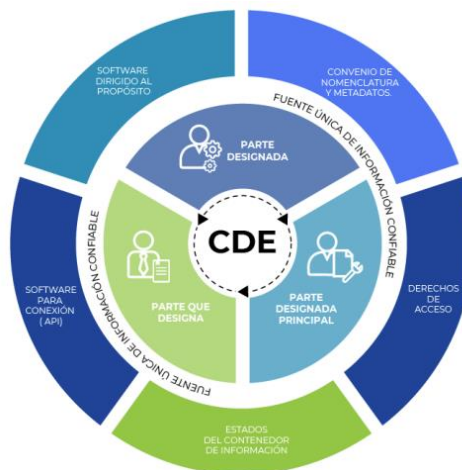 SOFTWARE
DIRIGIDO AL
PROPÓSITO
CONVENIO DE
NOMENCLATURA
Y METADATOS.
FUENTE ÚNICA DE INFORMACIÓN CONFIABLE
PARTE
DESIGNADA
CDE
PARTE QUE
DESIGNA
PARTE
DESIGNADA
PRINCIPAL
FUENTE ÚNICA DE INFORMACIÓN CONFIABLE
SOFTWARE
PARA
CONEXIÓN
( API)
DERECHOS
DE
ACCESO
ESTADOS
DEL CONTENEDOR
DE INFORMACIÓN